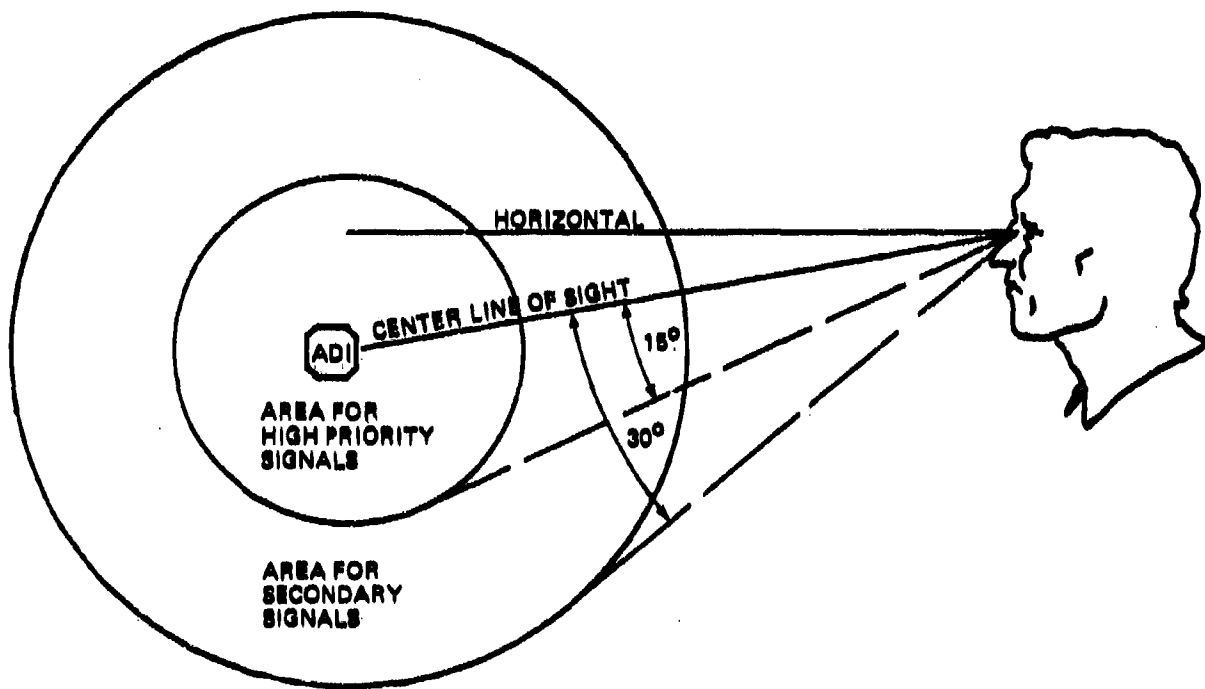 HORIZONTAL
CENTER LINE OF SIGHT
ADI
15°
30°
AREA FOR
HIGH PRIORITY
SIGNALS
AREA FOR
SECONDARY
SIGNALS